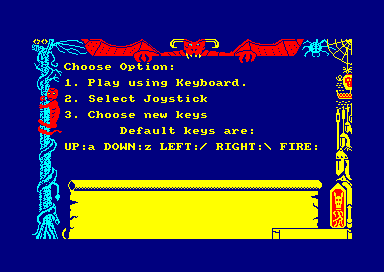 Choose Option:
1. Play using Keyboard.
2. Select Joystick
3. Choose new keys
Default keys are:
UP:a DOWN:z LEFT:/ RIGHT:\ FIRE: